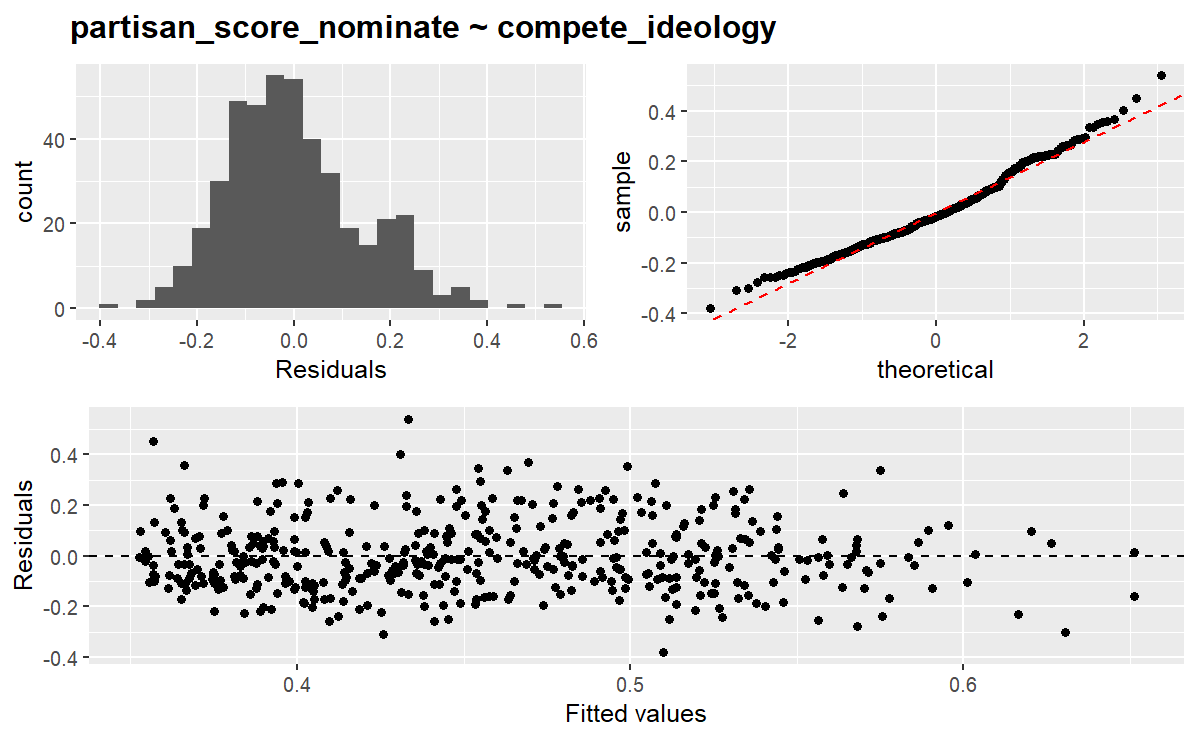 partisan_score_nominate ~ compete_ideology
count
40
20
0
-0.4 -0.2 0.0 0.2 0.4 0.6
Residuals
sample
0.4
0.2
0.0
-0.2
-0.4
-2 0 2
theoretical
Residuals
0.4
0.2
0.0
-0.2
-0.4
0.4 0.5 0.6
Fitted values